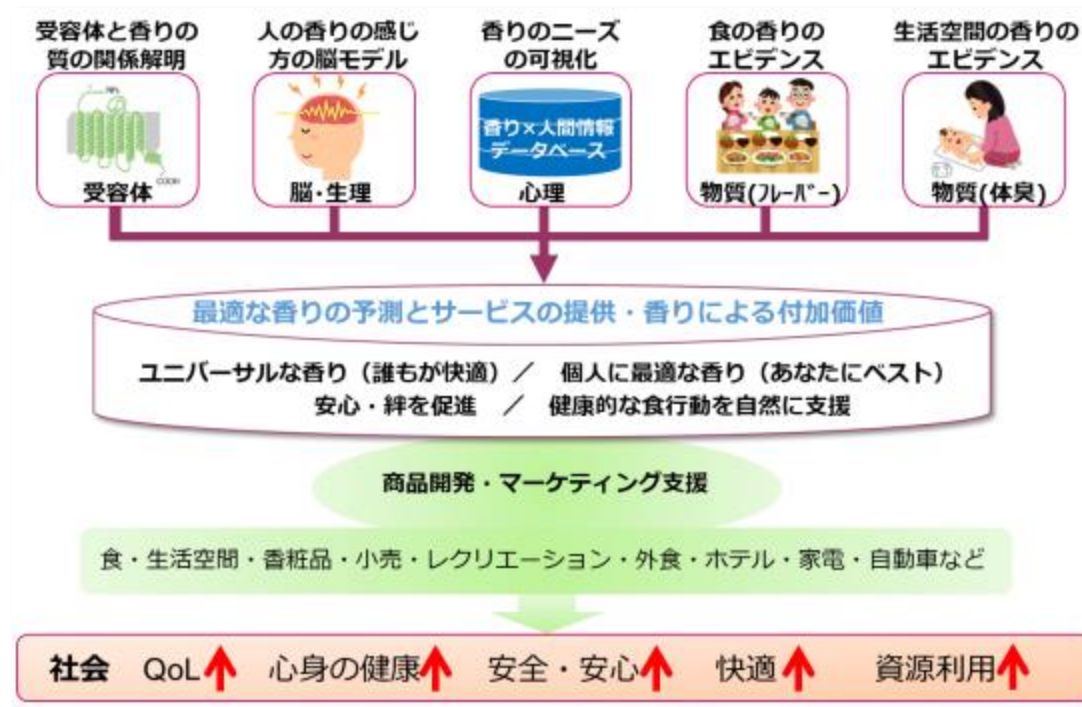 受容体と香りの
質の関係解明
人の香りの感じ
方の脳モデル
香りのニーズ
の可視化
食の香りの
エビデンス
生活空間の香りの
エビデンス
NH₂
COOH
香り×人間情報
データベース
受容体
脳・生理
心理
物質(ﾌﾚｰﾊﾞｰ)
物質(体臭)
最適な香りの予測とサービスの提供・香りによる付加価値
ユニバーサルな香り（誰もが快適）／ 個人に最適な香り（あなたにベスト）
安心・絆を促進 ／ 健康的な食行動を自然に支援
商品開発・マーケティング支援
食・生活空間・香粧品・小売・レクリエーション・外食・ホテル・家電・自動車など
社会 QoL 心身の健康 安全・安心 快適 資源利用